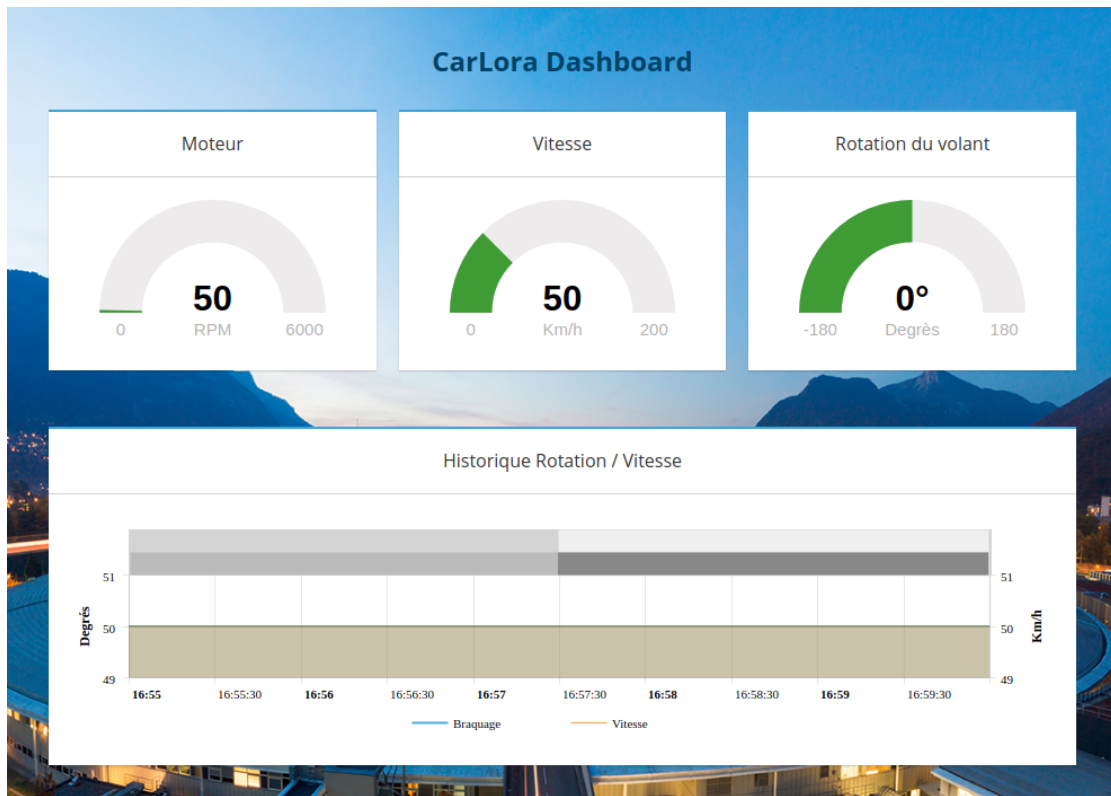 CarLora Dashboard
Moteur
50
0 RPM 6000
Vitesse
50
0 Km/h 200
Rotation du volant
0°
-180 Degrès 180
Historique Rotation / Vitesse
51 51
Degrés
50 50
Km/h
49 49
16:55 16:55:30 16:56 16:56:30 16:57 16:57:30 16:58 16:58:30 16:59 16:59:30
Braquage Vitesse